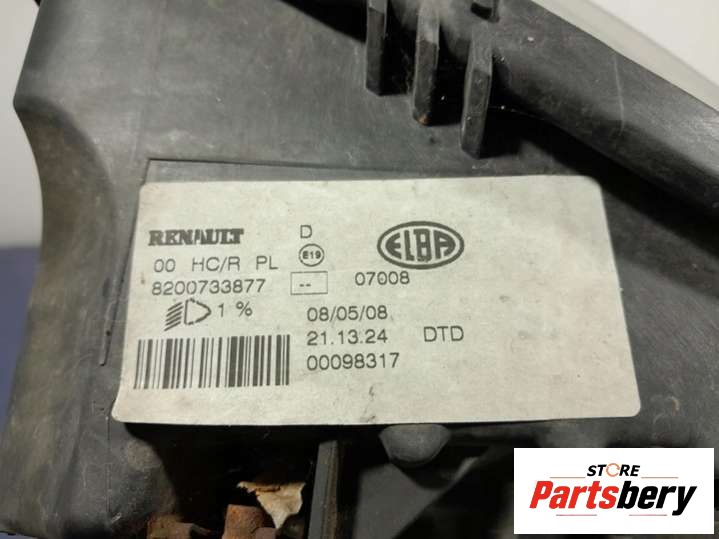 RENAULT D ELBA
E19
00 HC/R PL
8200733877 -- 07008
1 % 08/05/08
21.13.24 DTD
00098317
STORE
Partsbery